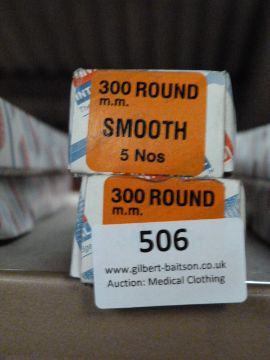 300 ROUND
m.m.
SMOOTH
5 Nos
300 ROUND
m.m.
506
www.gilbert-baitson.co.uk
Auction: Medical Clothing